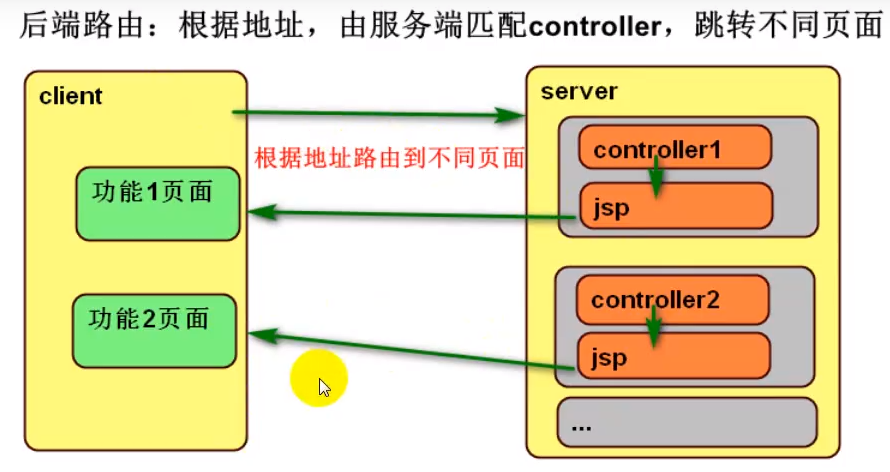 后端路由：根据地址，由服务端匹配controller，跳转不同页面
client
server
根据地址路由到不同页面
controller1
功能1页面
jsp
controller2
功能2页面
jsp
...